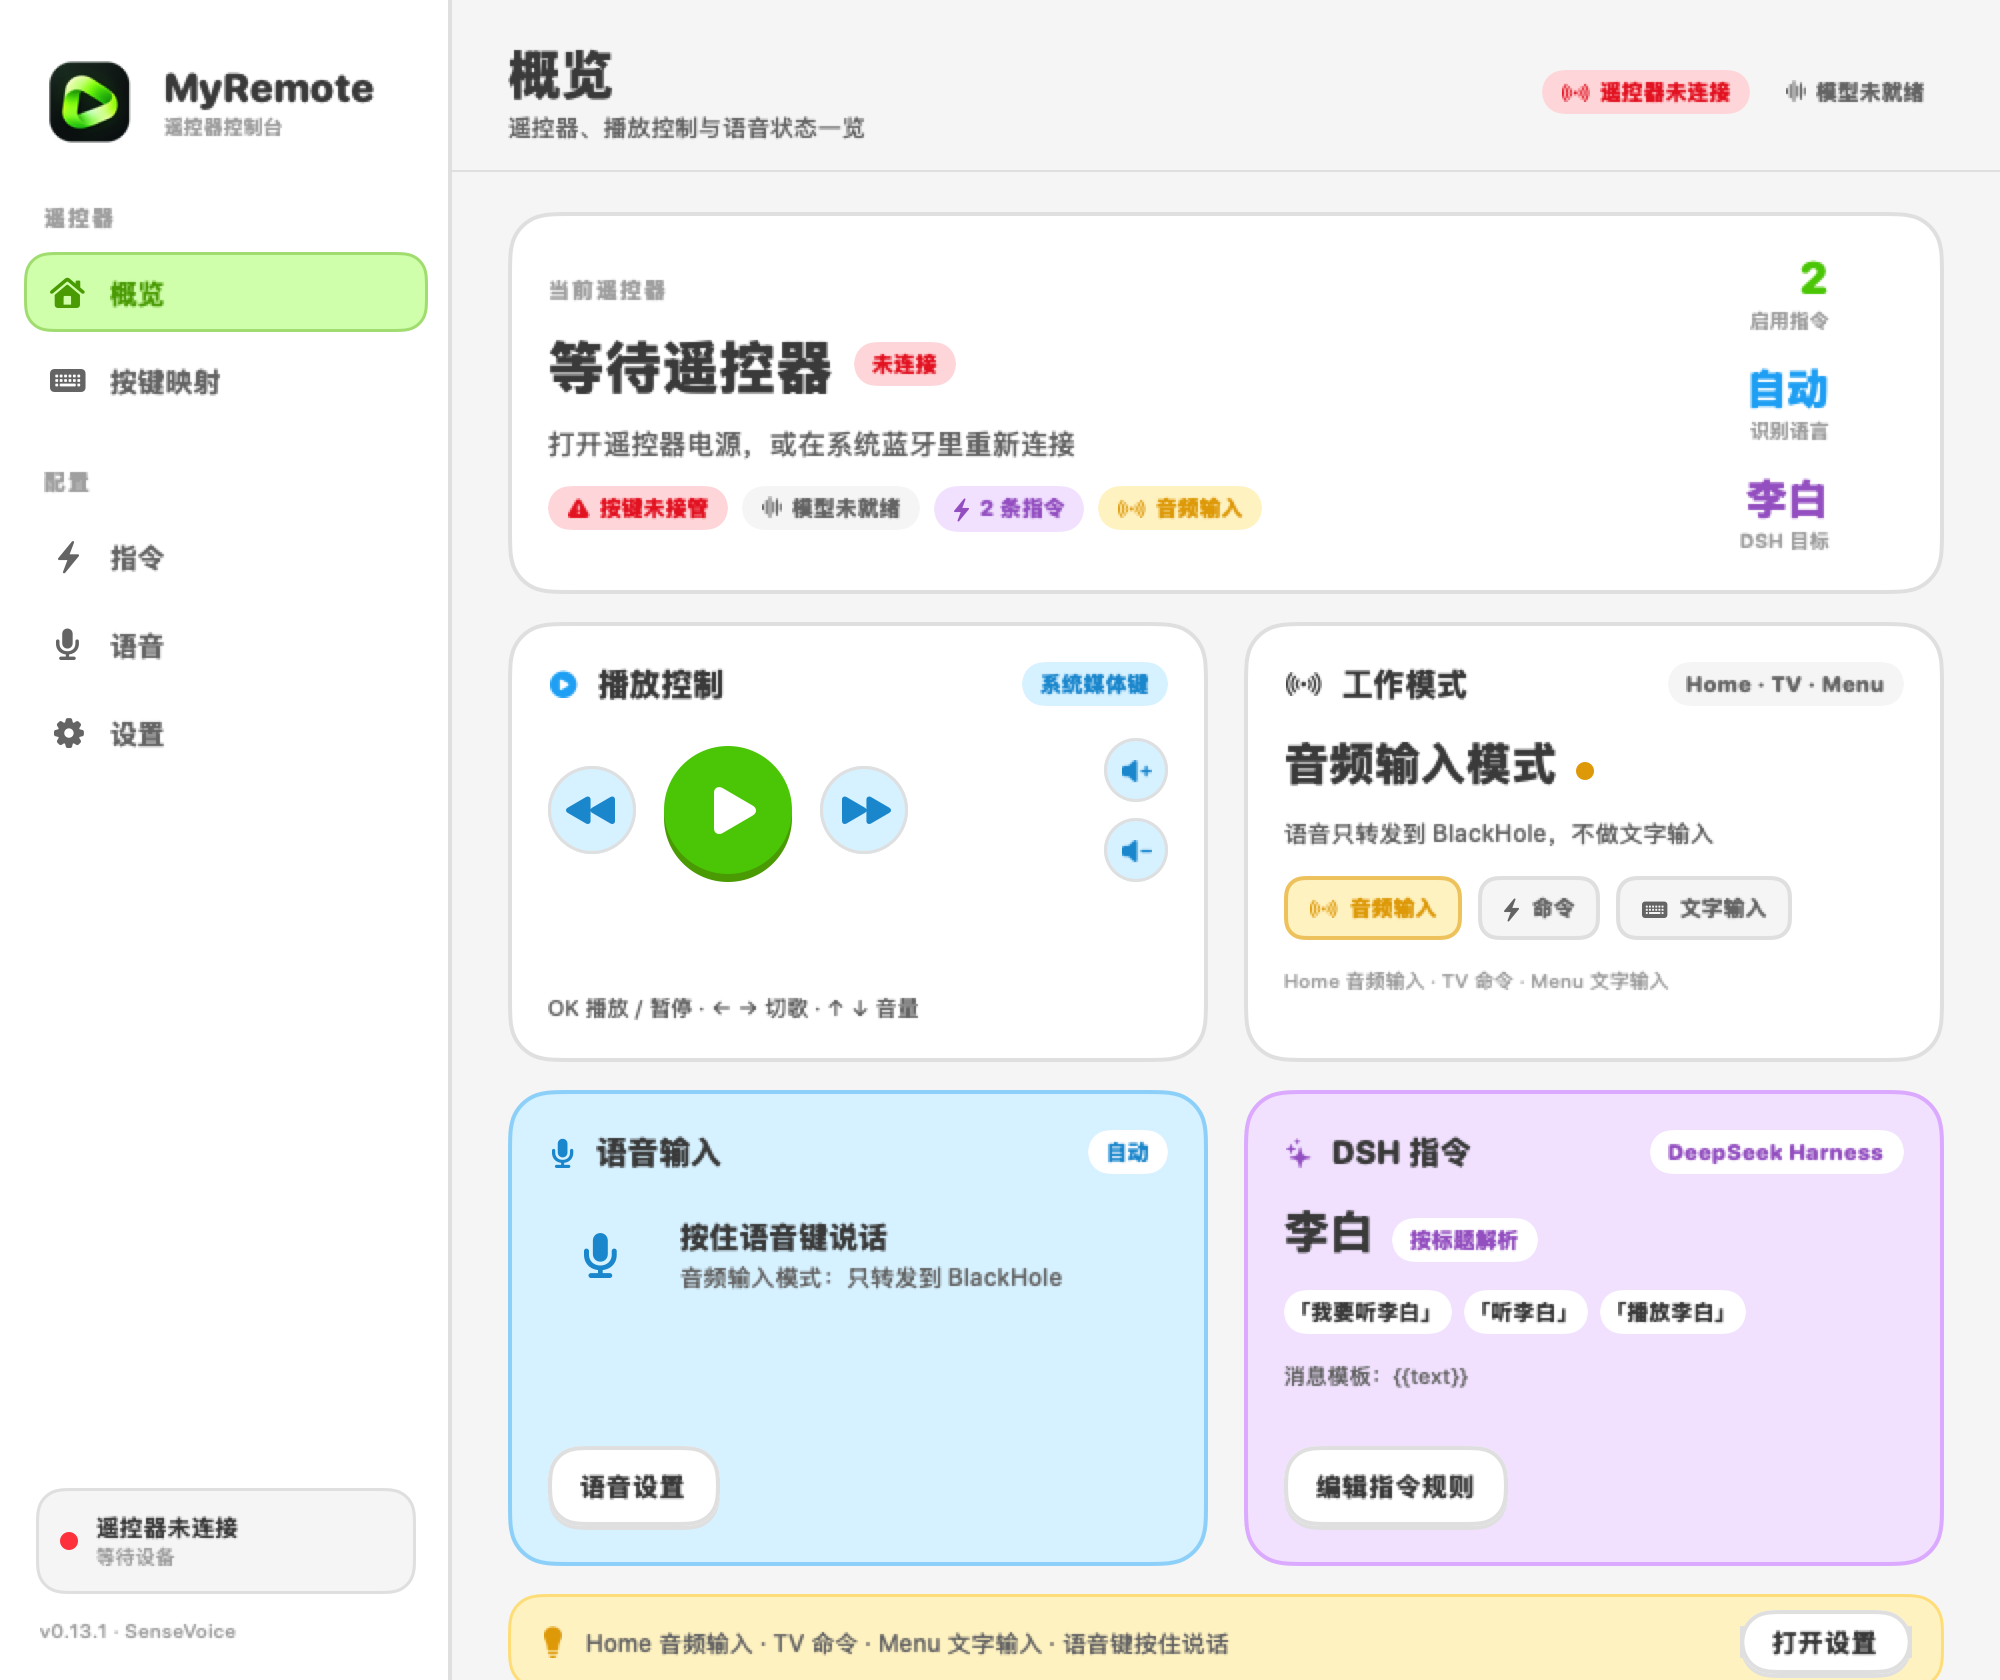 MyRemote
遥控器控制台
遥控器
概览
按键映射
配置
指令
语音
设置
遥控器未连接
等待设备
v0.13.1 · SenseVoice
概览
遥控器、播放控制与语音状态一览
遥控器未连接
模型未就绪
当前遥控器
等待遥控器 未连接
打开遥控器电源，或在系统蓝牙里重新连接
按键未接管 模型未就绪 2 条指令 音频输入
2
启用指令
自动
识别语言
李白
DSH 目标
播放控制 系统媒体键
OK 播放 / 暂停 · ← → 切歌 · ↑ ↓ 音量
工作模式 Home · TV · Menu
音频输入模式
语音只转发到 BlackHole，不做文字输入
音频输入 命令 文字输入
Home 音频输入 · TV 命令 · Menu 文字输入
语音输入 自动
按住语音键说话
音频输入模式：只转发到 BlackHole
语音设置
DSH 指令 DeepSeek Harness
李白 按标题解析
「我要听李白」 「听李白」 「播放李白」
消息模板：{{text}}
编辑指令规则
Home 音频输入 · TV 命令 · Menu 文字输入 · 语音键按住说话
打开设置